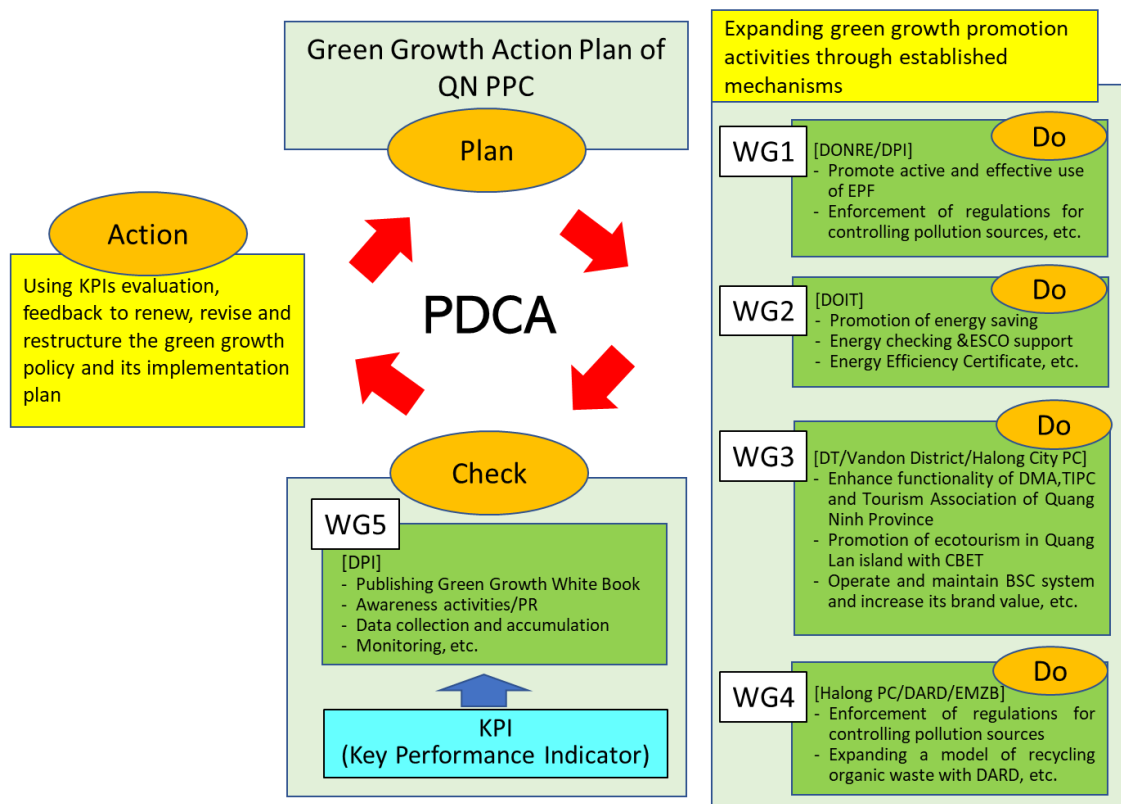 Green Growth Action Plan of
QN PPC
Plan
Action
Using KPIs evaluation,
feedback to renew, revise and
restructure the green growth
policy and its implementation
plan
PDCA
Check
WG5
[DPI]
- Publishing Green Growth White Book
- Awareness activities/PR
- Data collection and accumulation
- Monitoring, etc.
KPI
(Key Performance Indicator)
Expanding green growth promotion
activities through established
mechanisms
Do
WG1
[DONRE/DPI]
- Promote active and effective use
of EPF
- Enforcement of regulations for
controlling pollution sources, etc.
Do
WG2
[DOIT]
- Promotion of energy saving
- Energy checking &ESCO support
- Energy Efficiency Certificate, etc.
Do
WG3
[DT/Vandon District/Halong City PC]
- Enhance functionality of DMA,TIPC
and Tourism Association of Quang
Ninh Province
- Promotion of ecotourism in Quang
Lan island with CBET
- Operate and maintain BSC system
and increase its brand value, etc.
Do
WG4
[Halong PC/DARD/EMZB]
- Enforcement of regulations for
controlling pollution sources
- Expanding a model of recycling
organic waste with DARD, etc.